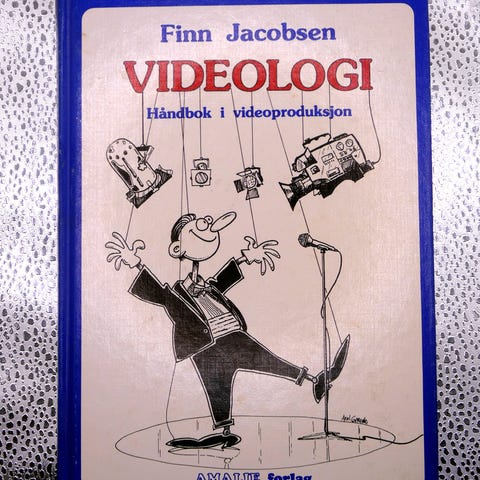 Finn Jacobsen
VIDEOLOGI
Håndbok i videoproduksjon
AMALIE forlag